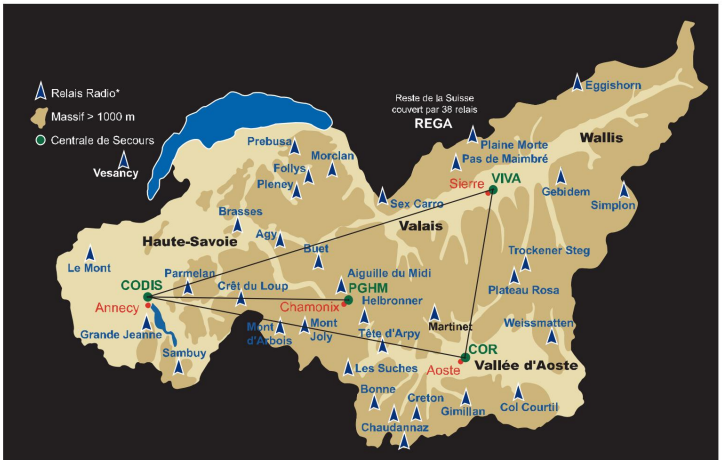 Relais Radio*
Massif > 1000 m
Centrale de Secours
Vesancy
Reste de la Suisse
couvert par 38 relais
REGA
Eggishorn
Prebusa
Morclan
Follys
Pleney
Plaine Morte
Pas de Maimbré
Wallis
VIVA
Sierre
Gebidem
Simplon
Sex Carro
Brasses
Valais
Haute-Savoie
Agy
Buet
Le Mont
Trockener Steg
Parmelan
Aiguille du Midi
CODIS
Crêt du Loup
PGHM
Plateau Rosa
Annecy
Chamonix
Helbronner
Grande Jeanne
Mont
d'Arbois
Mont
Joly
Tête d'Arpy
Martinet
Weissmatten
Sambuy
COR
Les Suches
Aoste
Vallée d'Aoste
Bonne
Creton
Gimillan
Col Courtil
Chaudannaz